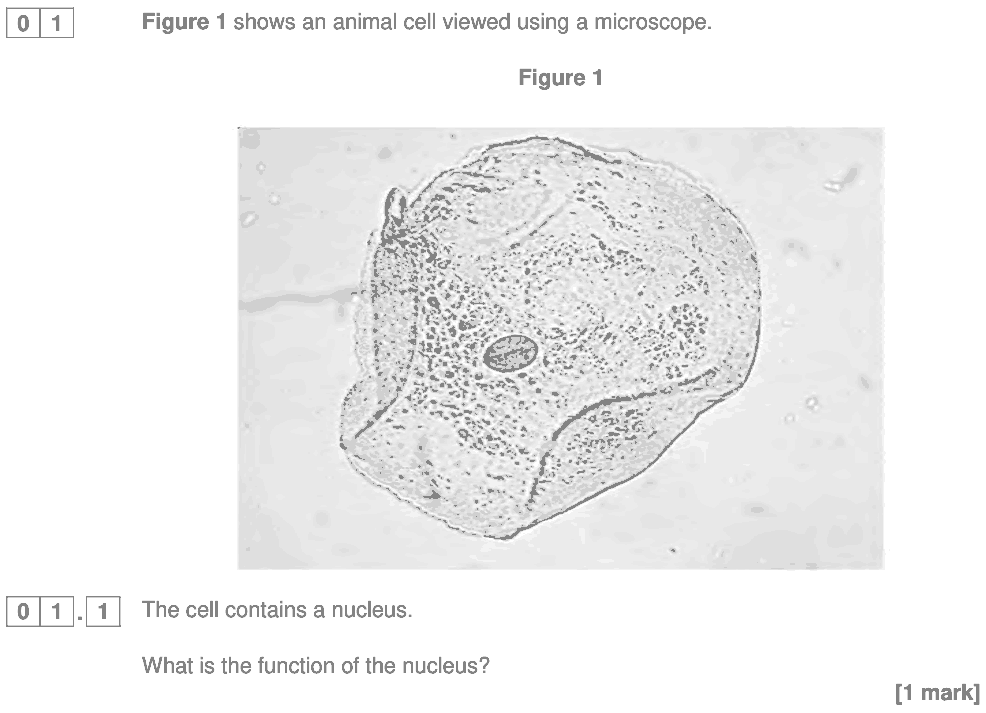 0 1 Figure 1 shows an animal cell viewed using a microscope.
Figure 1
0 1 . 1 The cell contains a nucleus.
What is the function of the nucleus?
[1 mark]